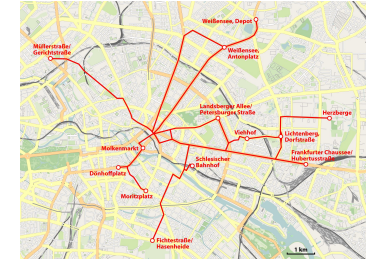 Weißensee, Depot
Müllerstraße/
Gerichtstraße
Weißensee,
Antonplatz
Landsberger Allee/
Petersburger Straße
Herzberge
Viehhof
Lichtenberg,
Dorfstraße
Molkenmarkt
Frankfurter Chaussee/
Hubertusstraße
Schlesischer
Bahnhof
Dönhoffplatz
Moritzplatz
Fichtestraße/
Hasenheide
1 km